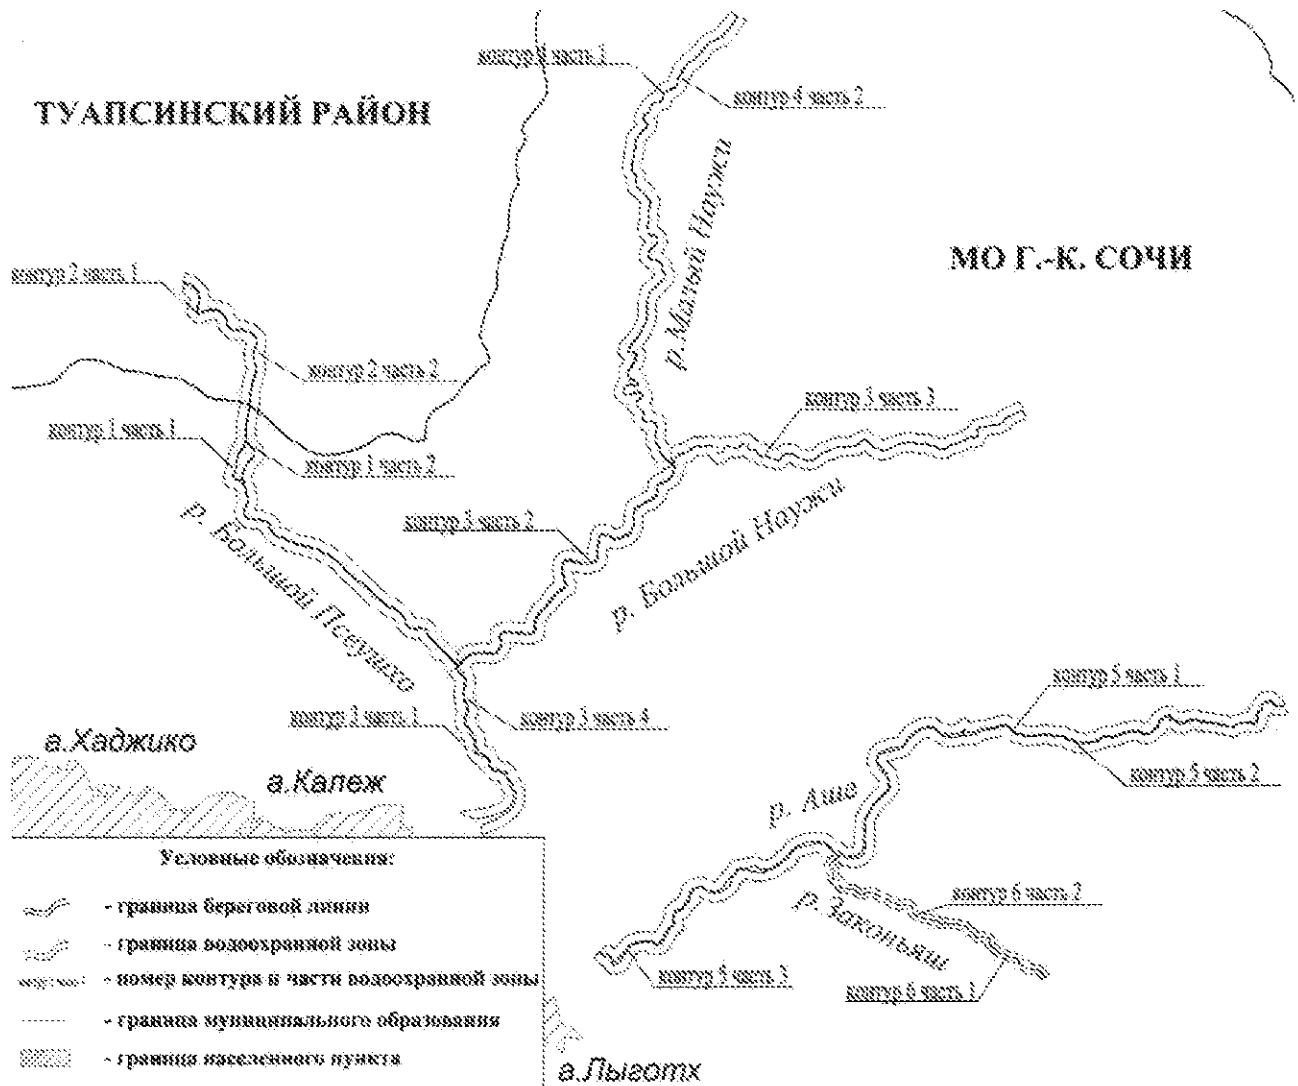 контур 4 часть 1
контур 4 часть 2
ТУАПСИНСКИЙ РАЙОН
р. Малый Наужи
МО Г.-К. СОЧИ
контур 2 часть 1
контур 2 часть 2
контур 3 часть 3
контур 1 часть 1
контур 1 часть 2
р. Большой Псеушхо
контур 3 часть 2
р. Большой Наужи
контур 5 часть 1
контур 3 часть 1
контур 3 часть 4
а.Хаджико
а.Калеж
контур 5 часть 2
р. Аше
Условные обозначения:
- граница береговой линии
- граница водоохранной зоны
- номер контура и части водоохранной зоны
- граница муниципального образования
- граница населенного пункта
контур 6 часть 2
р.Законьяш
контур 5 часть 3
контур 6 часть 1
а.Лыготх